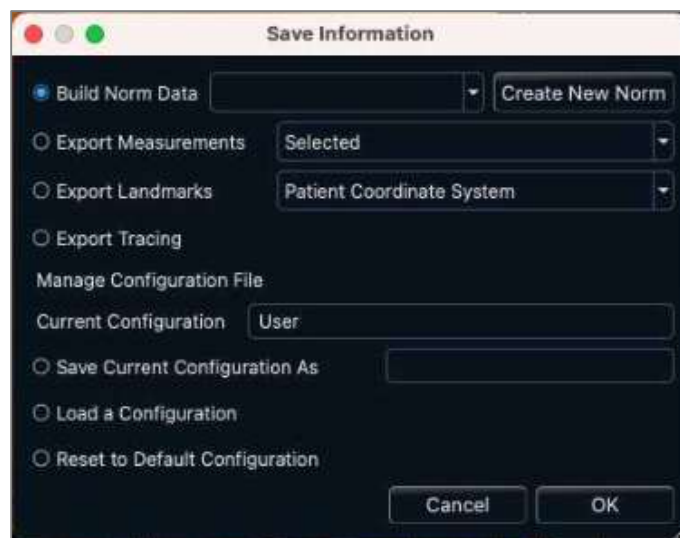 Save Information
Build Norm Data Create New Norm
Export Measurements Selected
Export Landmarks Patient Coordinate System
Export Tracing
Manage Configuration File
Current Configuration User
Save Current Configuration As
Load a Configuration
Reset to Default Configuration
Cancel OK